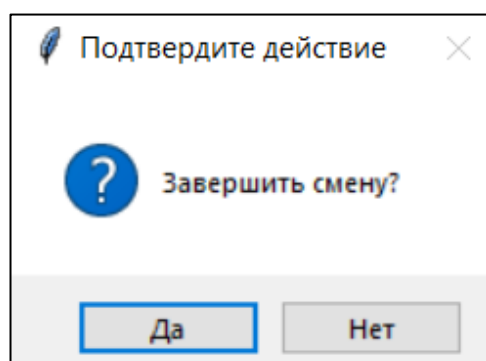 Подтвердите действие
Завершить смену?
Да
Нет